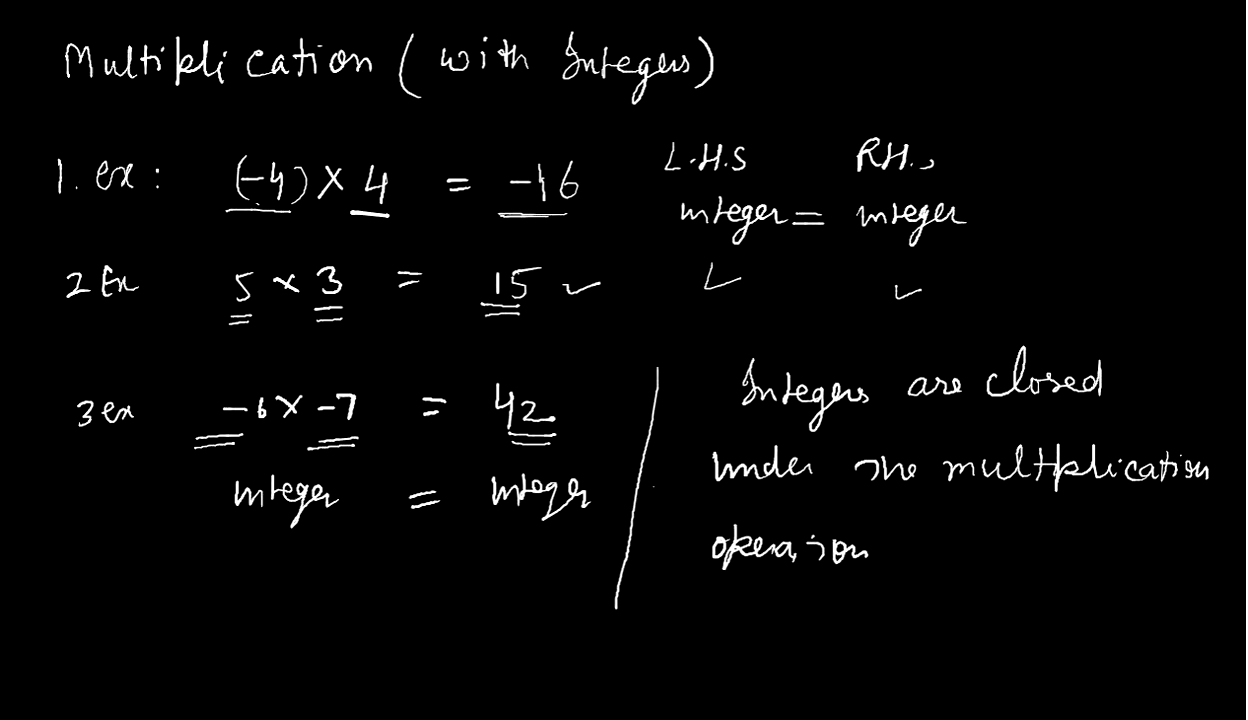 Multiplication (with Integers)
1. ex: (-4) × 4 = -16
L.H.S R.H.S
integer = integer
2 Ex 5 × 3 = 15 ✓
✓ ✓
3 ex -6 × -7 = 42
integer = integer
Integers are closed
under the multiplication
operation